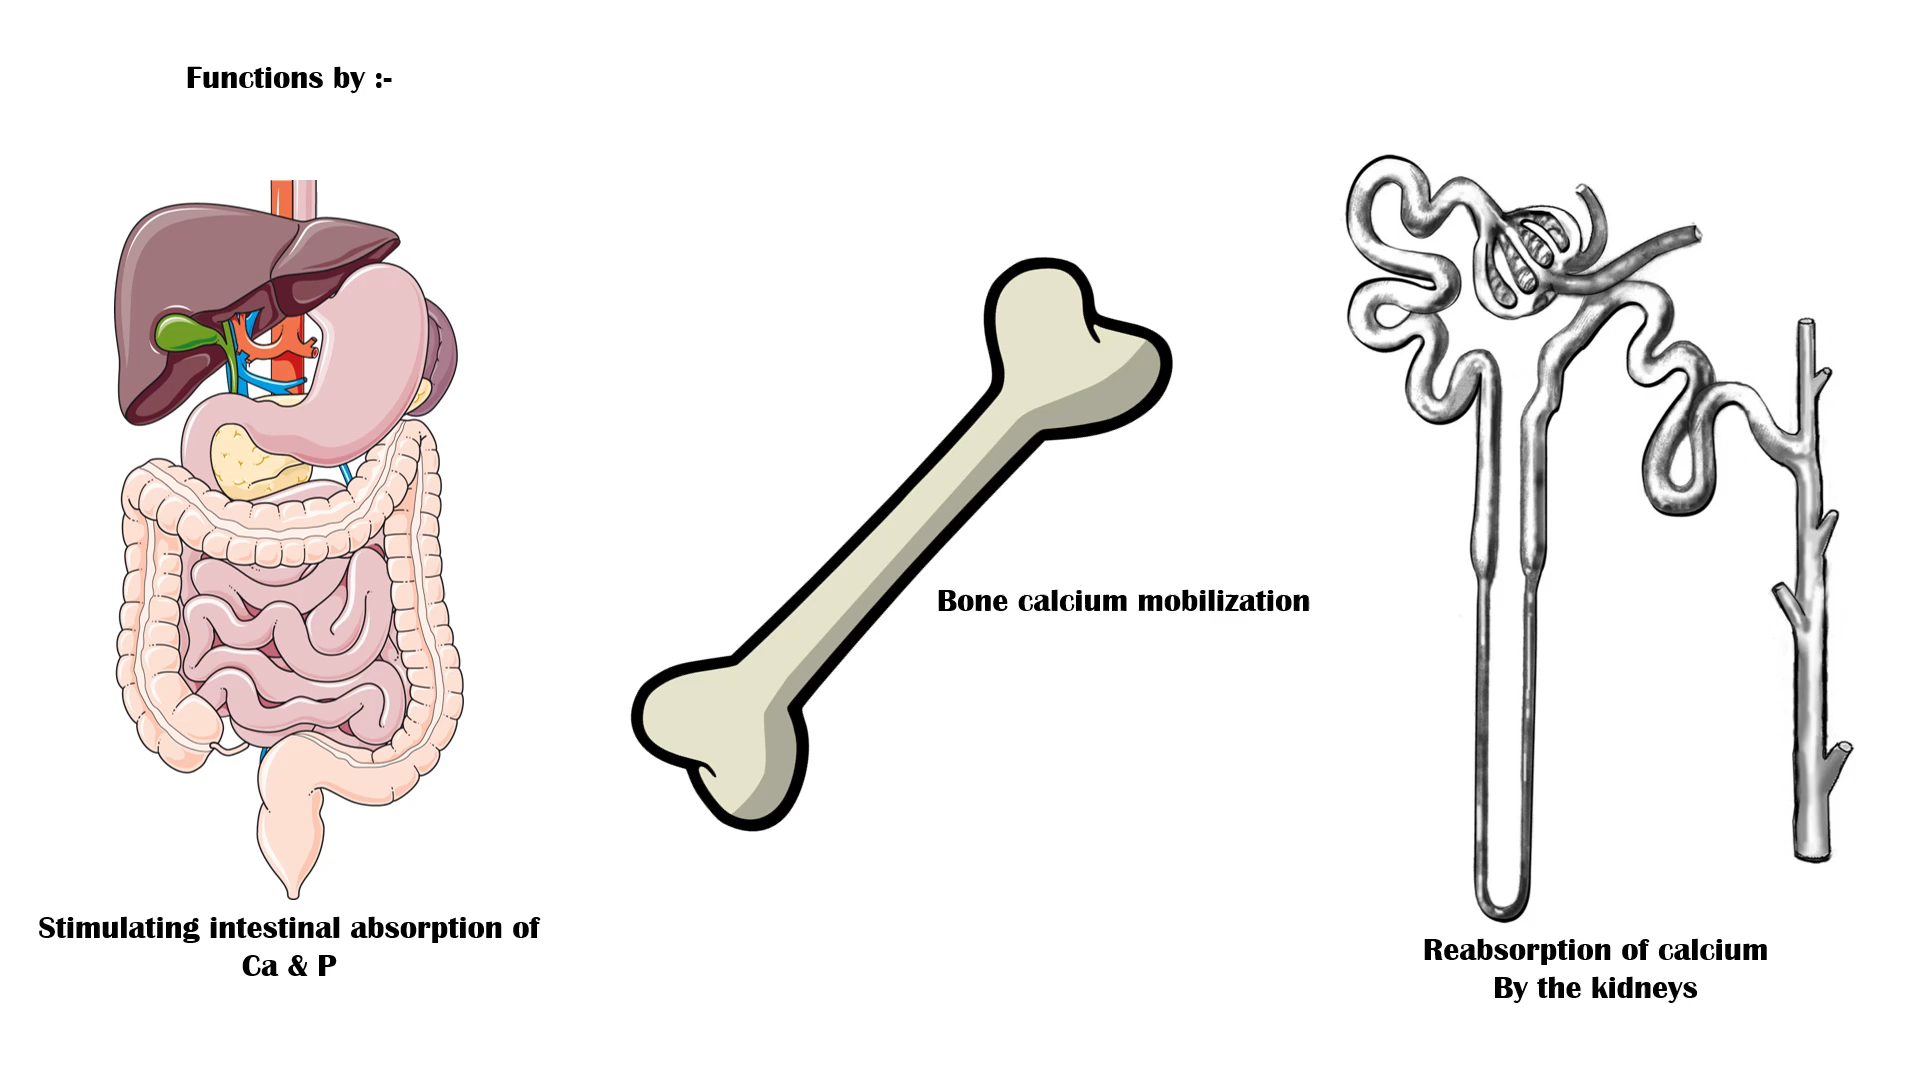 Functions by :-
Bone calcium mobilization
Stimulating intestinal absorption of
Ca & P
Reabsorption of calcium
By the kidneys